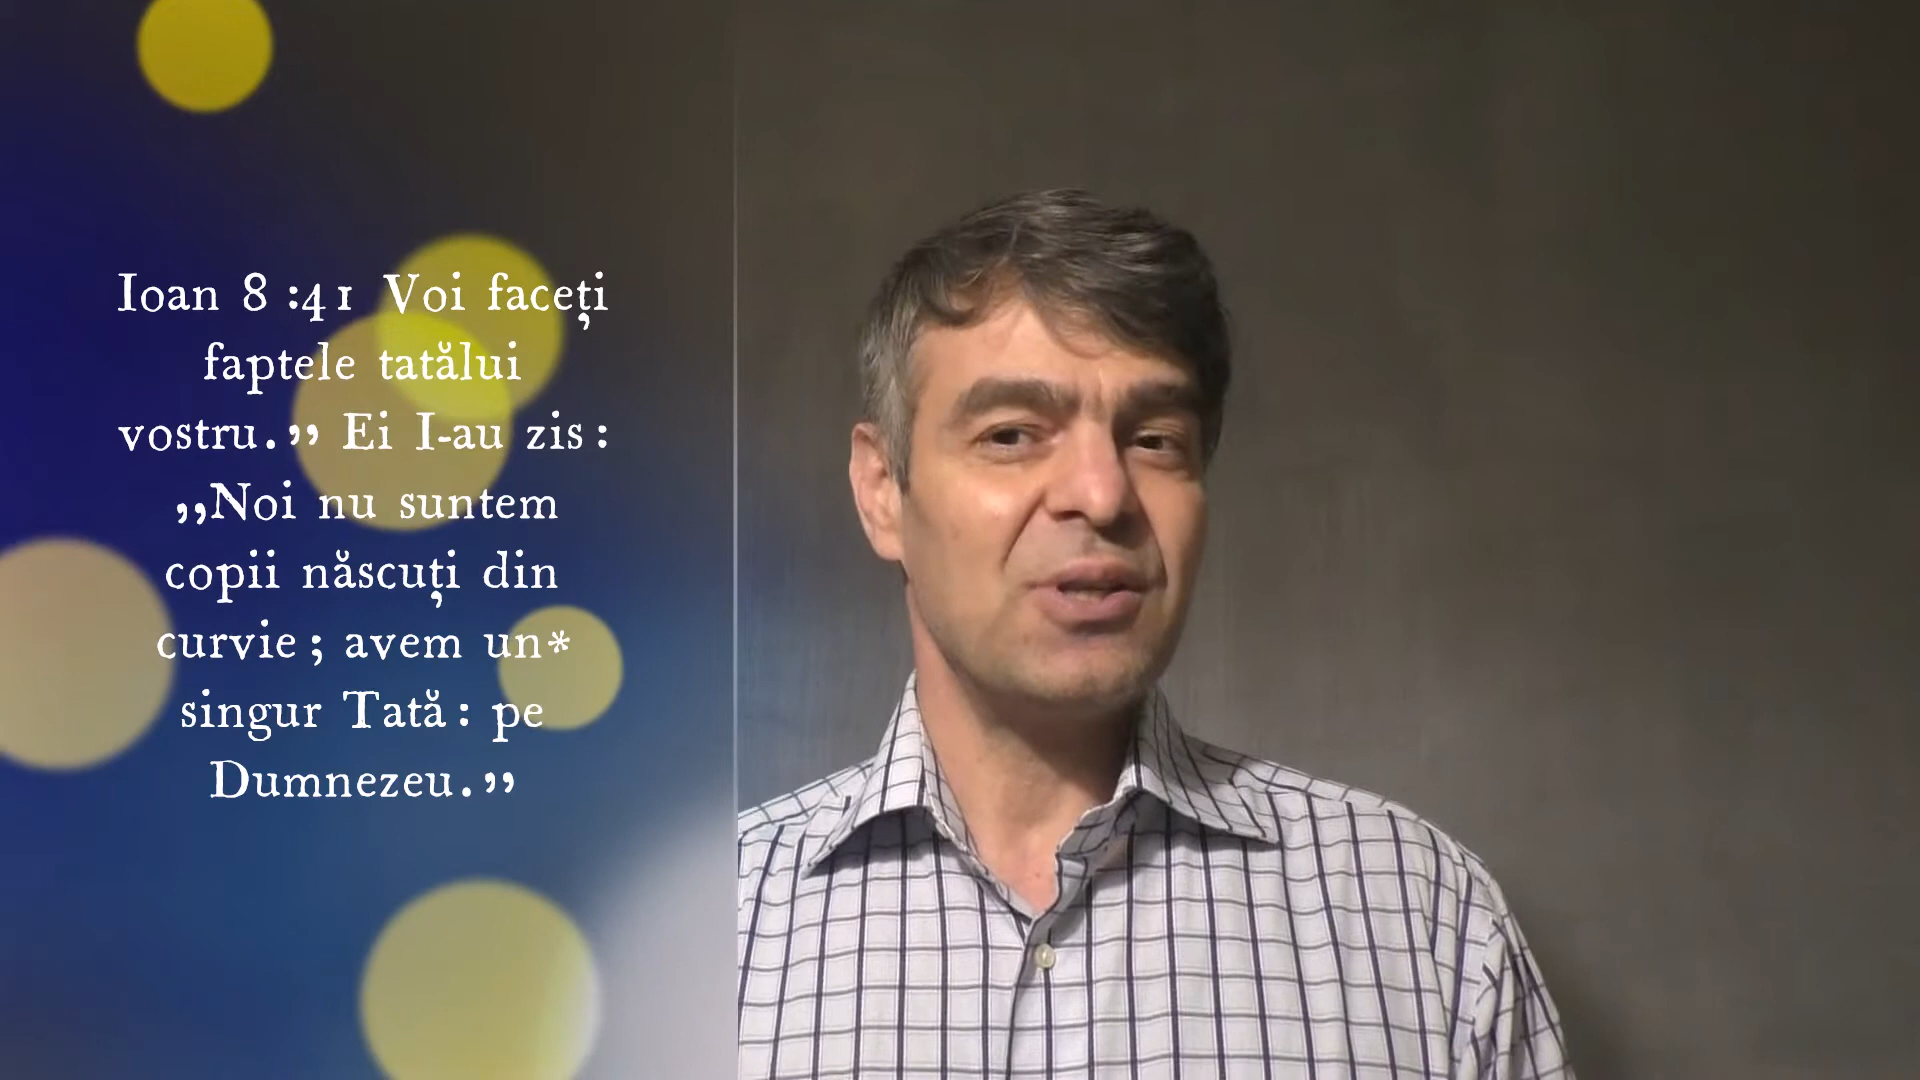 Ioan 8:41 Voi faceți
faptele tatălui
vostru.” Ei I-au zis:
„Noi nu suntem
copii născuți din
curvie; avem un*
singur Tată: pe
Dumnezeu.”